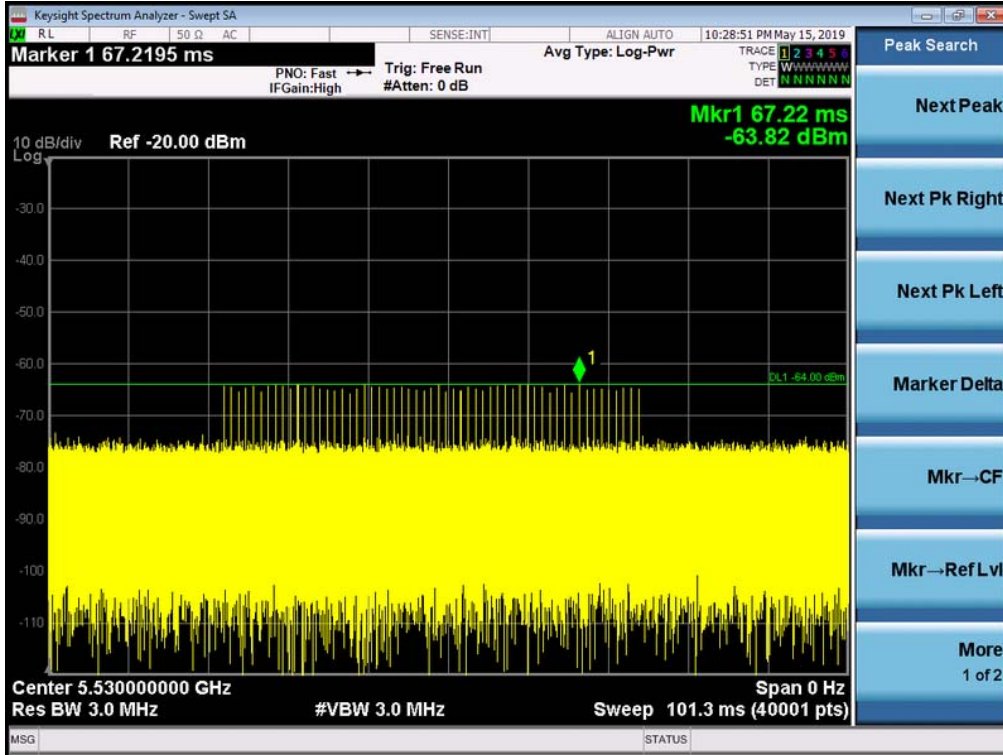 Keysight Spectrum Analyzer - Swept SA
LXI RL RF 50 Ω AC SENSE:INT ALIGN AUTO 10:28:51 PM May 15, 2019
Marker 1 67.2195 ms
PNO: Fast
IFGain:High
Trig: Free Run
#Atten: 0 dB
Avg Type: Log-Pwr
TRACE 1 2 3 4 5 6
TYPE WWWWWW
DET N N N N N N
Peak Search
Mkr1 67.22 ms
-63.82 dBm
10 dB/div Ref -20.00 dBm
Log
-30.0
-40.0
-50.0
-60.0
-70.0
-80.0
-90.0
-100
-110
1
DL1 -64.00 dBm
Next Peak
Next Pk Right
Next Pk Left
Marker Delta
Mkr→CF
Mkr→Ref Lvl
More
1 of 2
Center 5.530000000 GHz Span 0 Hz
Res BW 3.0 MHz #VBW 3.0 MHz Sweep 101.3 ms (40001 pts)
MSG STATUS